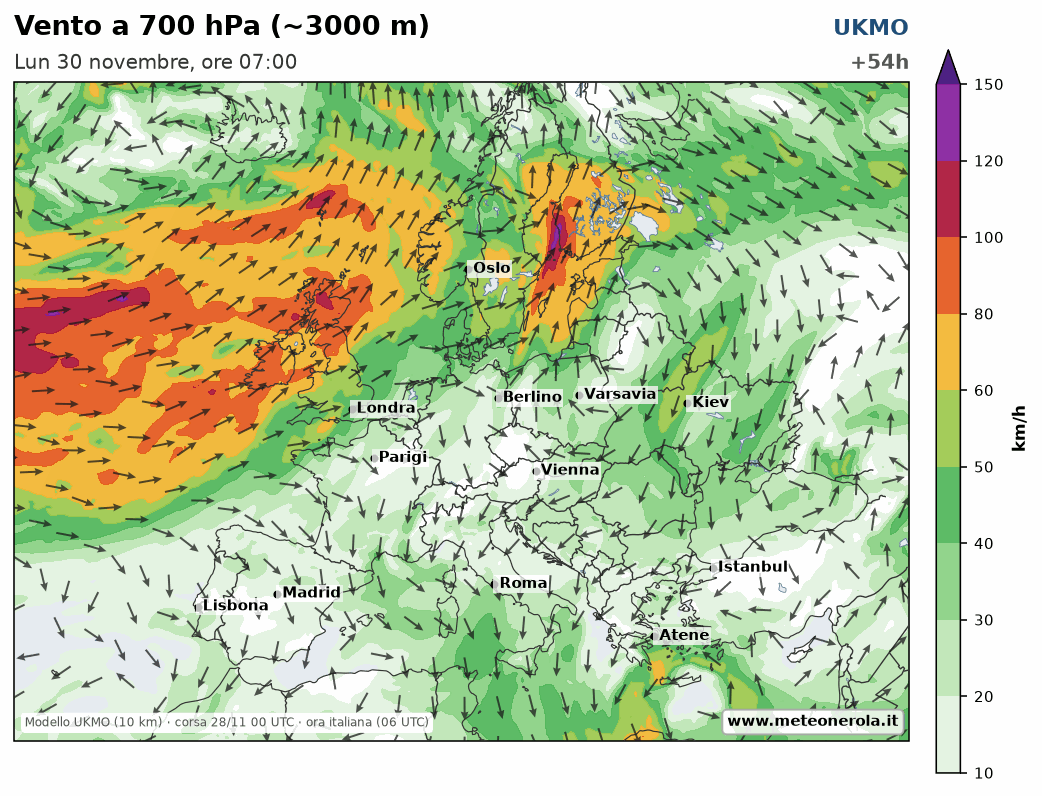 Vento a 700 hPa (~3000 m)
UKMO
Lun 30 novembre, ore 07:00
+54h
150
120
100
80
60
50
40
30
20
10
km/h
Oslo
Londra
Berlino
Varsavia
Kiev
Parigi
Vienna
Istanbul
Roma
Madrid
Lisbona
Atene
Modello UKMO (10 km) · corsa 28/11 00 UTC · ora italiana (06 UTC)
www.meteonerola.it